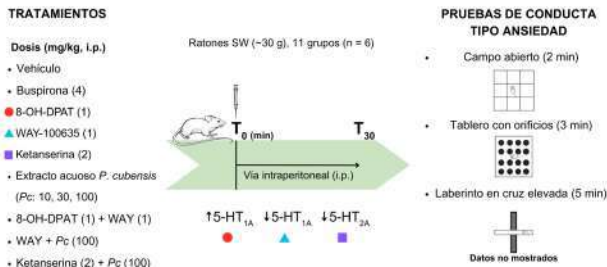 TRATAMIENTOS
Dosis (mg/kg, i.p.)
• Vehículo
• Buspirona (4)
8-OH-DPAT (1)
WAY-100635 (1)
Ketanserina (2)
• Extracto acuoso P. cubensis
(Pc: 10, 30, 100)
• 8-OH-DPAT (1) + WAY (1)
• WAY + Pc (100)
• Ketanserina (2) + Pc (100)
Ratones SW (~30 g), 11 grupos (n = 6)
T0 (min)
T30
Vía intraperitoneal (i.p.)
↑5-HT1A ↓5-HT1A ↓5-HT2A
PRUEBAS DE CONDUCTA
TIPO ANSIEDAD
• Campo abierto (2 min)
• Tablero con orificios (3 min)
• Laberinto en cruz elevada (5 min)
Datos no mostrados